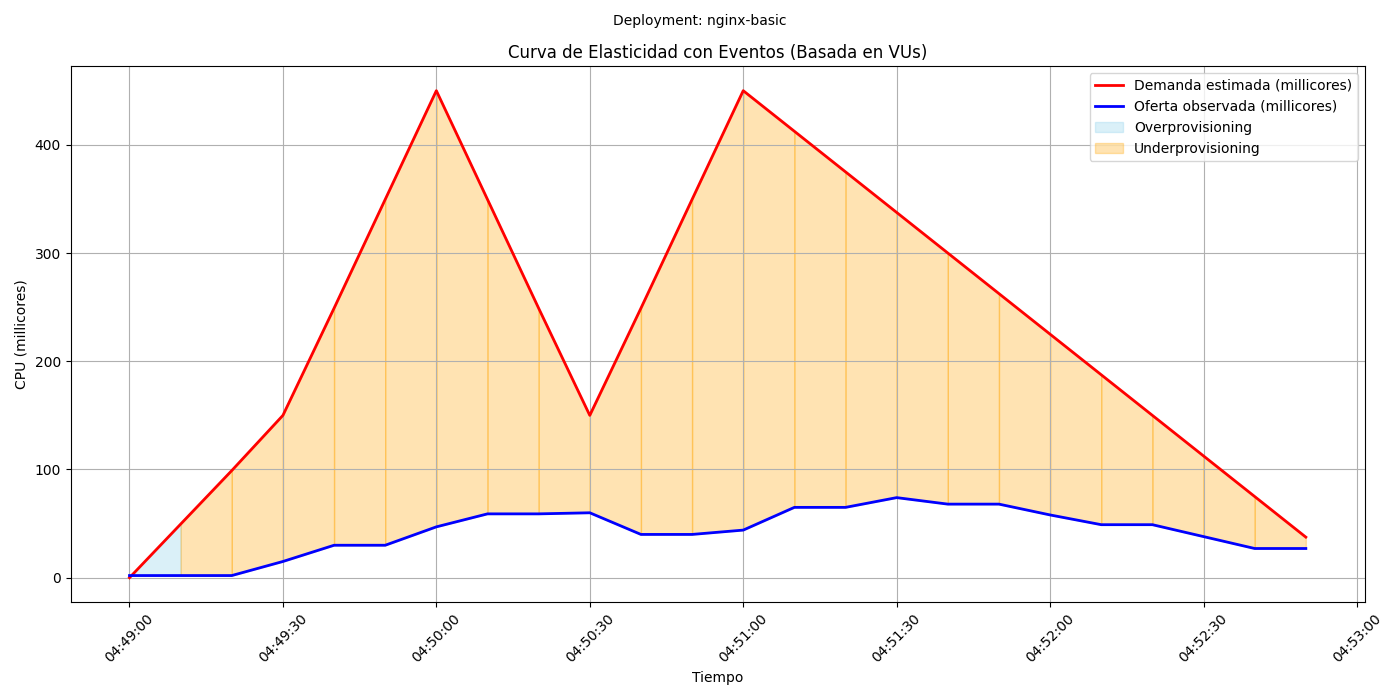 Deployment: nginx-basic
Curva de Elasticidad con Eventos (Basada en VUs)
Demanda estimada (millicores)
Oferta observada (millicores)
Overprovisioning
Underprovisioning
CPU (millicores)
400
300
200
100
0
04:49:00
04:49:30
04:50:00
04:50:30
04:51:00
04:51:30
04:52:00
04:52:30
04:53:00
Tiempo